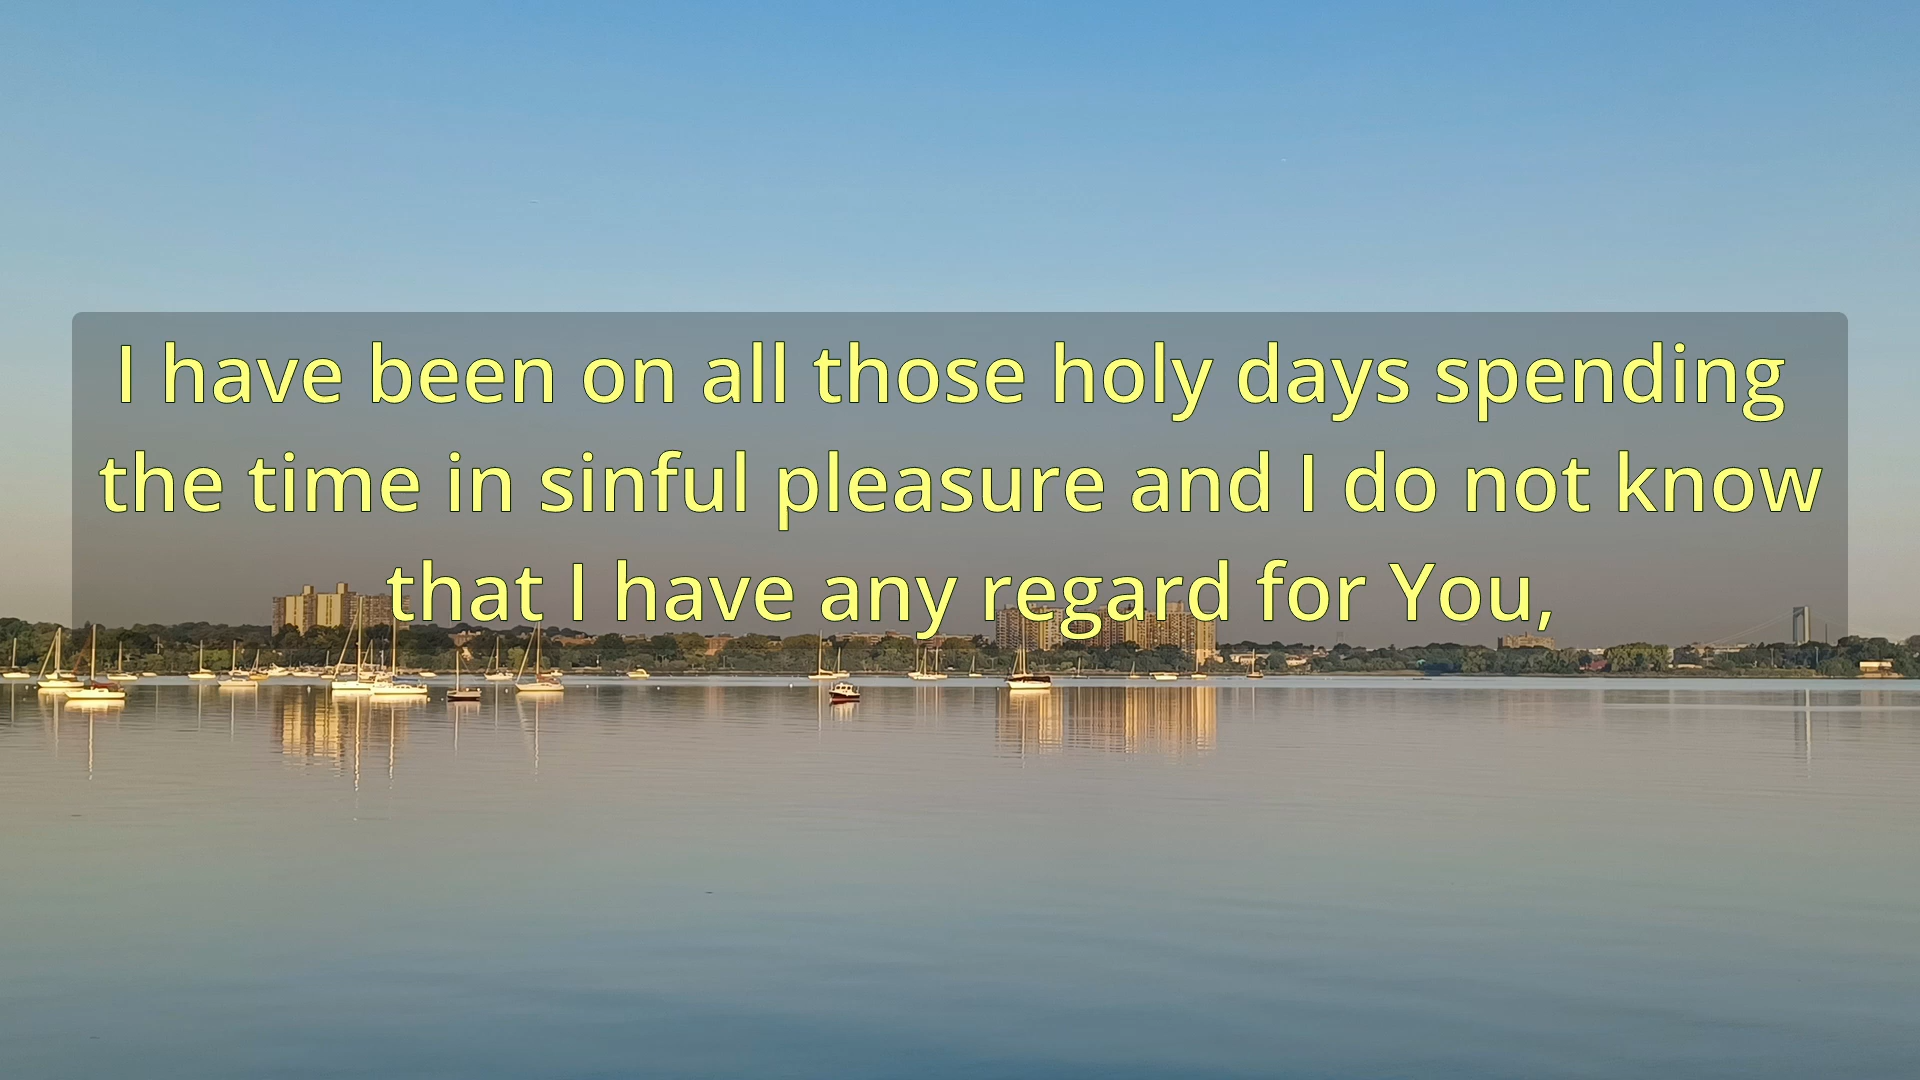 I have been on all those holy days spending
the time in sinful pleasure and I do not know
that I have any regard for You,